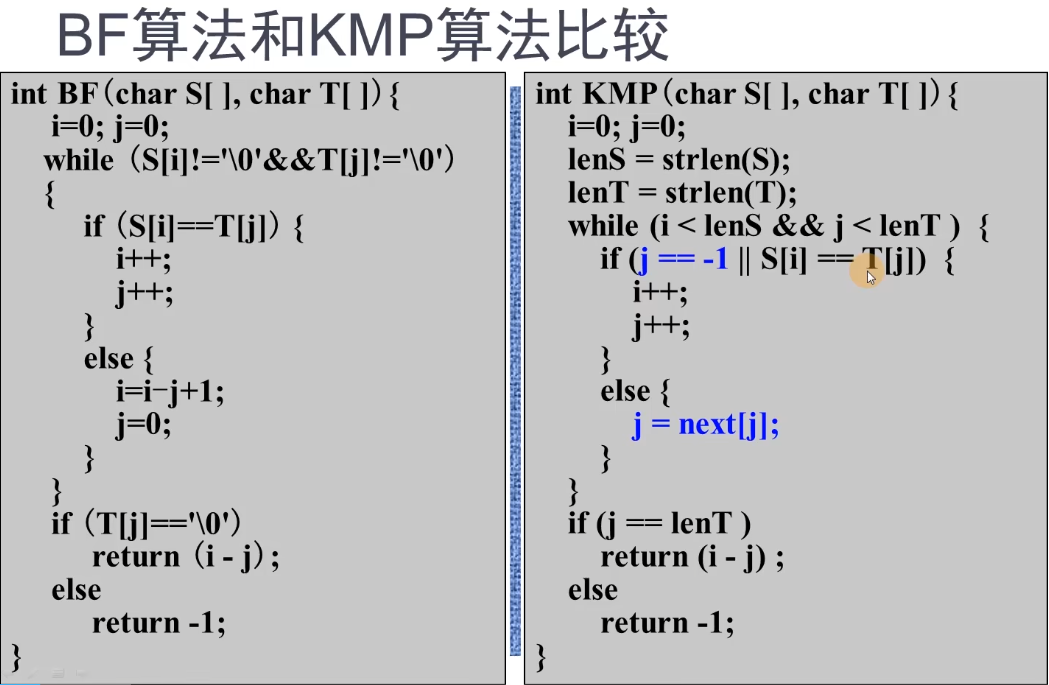 BF算法和KMP算法比较
int BF(char S[ ], char T[ ]){
i=0; j=0;
while (S[i]!='\0'&&T[j]!='\0')
{
if (S[i]==T[j]) {
i++;
j++;
}
else {
i=i-j+1;
j=0;
}
}
if (T[j]=='\0')
return (i - j);
else
return -1;
}
int KMP(char S[ ], char T[ ]){
i=0; j=0;
lenS = strlen(S);
lenT = strlen(T);
while (i < lenS && j < lenT ) {
if (j == -1 || S[i] == T[j]) {
i++;
j++;
}
else {
j = next[j];
}
}
if (j == lenT )
return (i - j) ;
else
return -1;
}